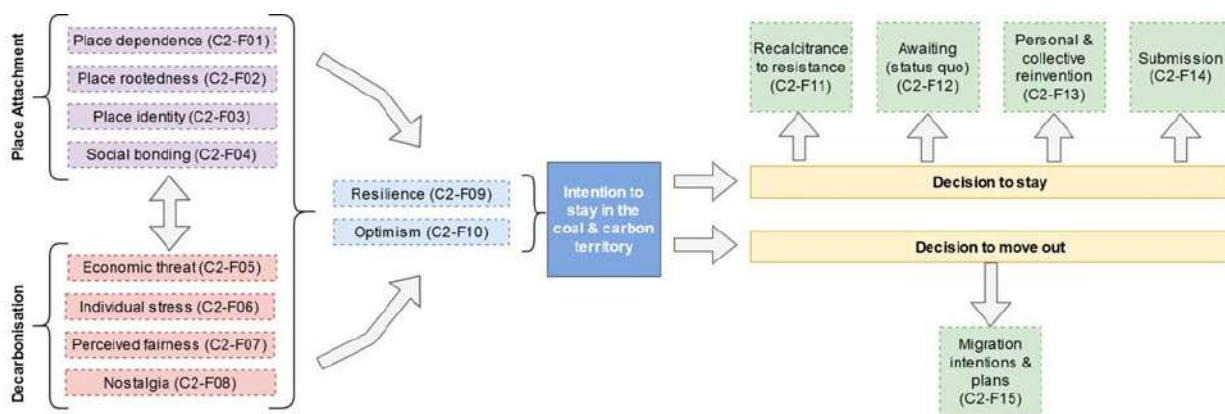 Place Attachment
Place dependence (C2-F01)
Place rootedness (C2-F02)
Place identity (C2-F03)
Social bonding (C2-F04)
Decarbonisation
Economic threat (C2-F05)
Individual stress (C2-F06)
Perceived fairness (C2-F07)
Nostalgia (C2-F08)
Resilience (C2-F09)
Optimism (C2-F10)
Intention to
stay in the
coal & carbon
territory
Recalcitrance
to resistance
(C2-F11)
Awaiting
(status quo)
(C2-F12)
Personal &
collective
reinvention
(C2-F13)
Submission
(C2-F14)
Decision to stay
Decision to move out
Migration
intentions &
plans
(C2-F15)